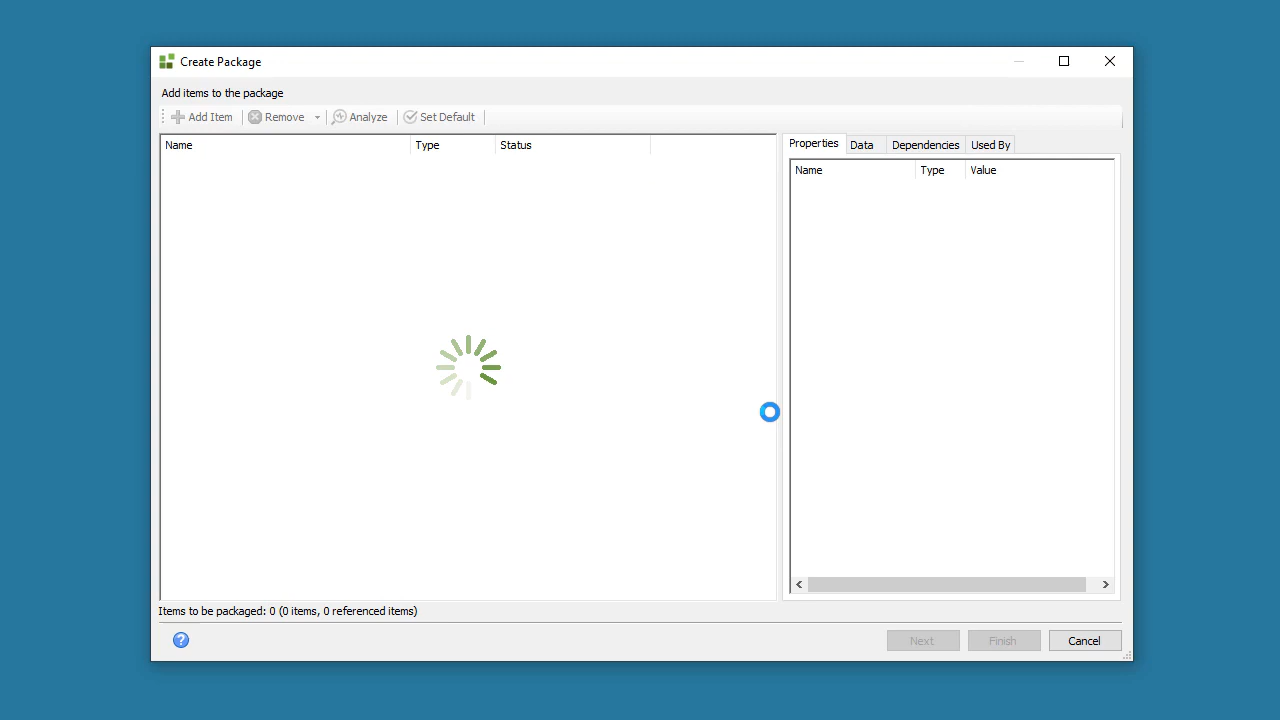 Create Package
Add items to the package
Add Item
Remove
Analyze
Set Default
Name
Type
Status
Properties
Data
Dependencies
Used By
Name
Type
Value
Items to be packaged: 0 (0 items, 0 referenced items)
?
Next
Finish
Cancel